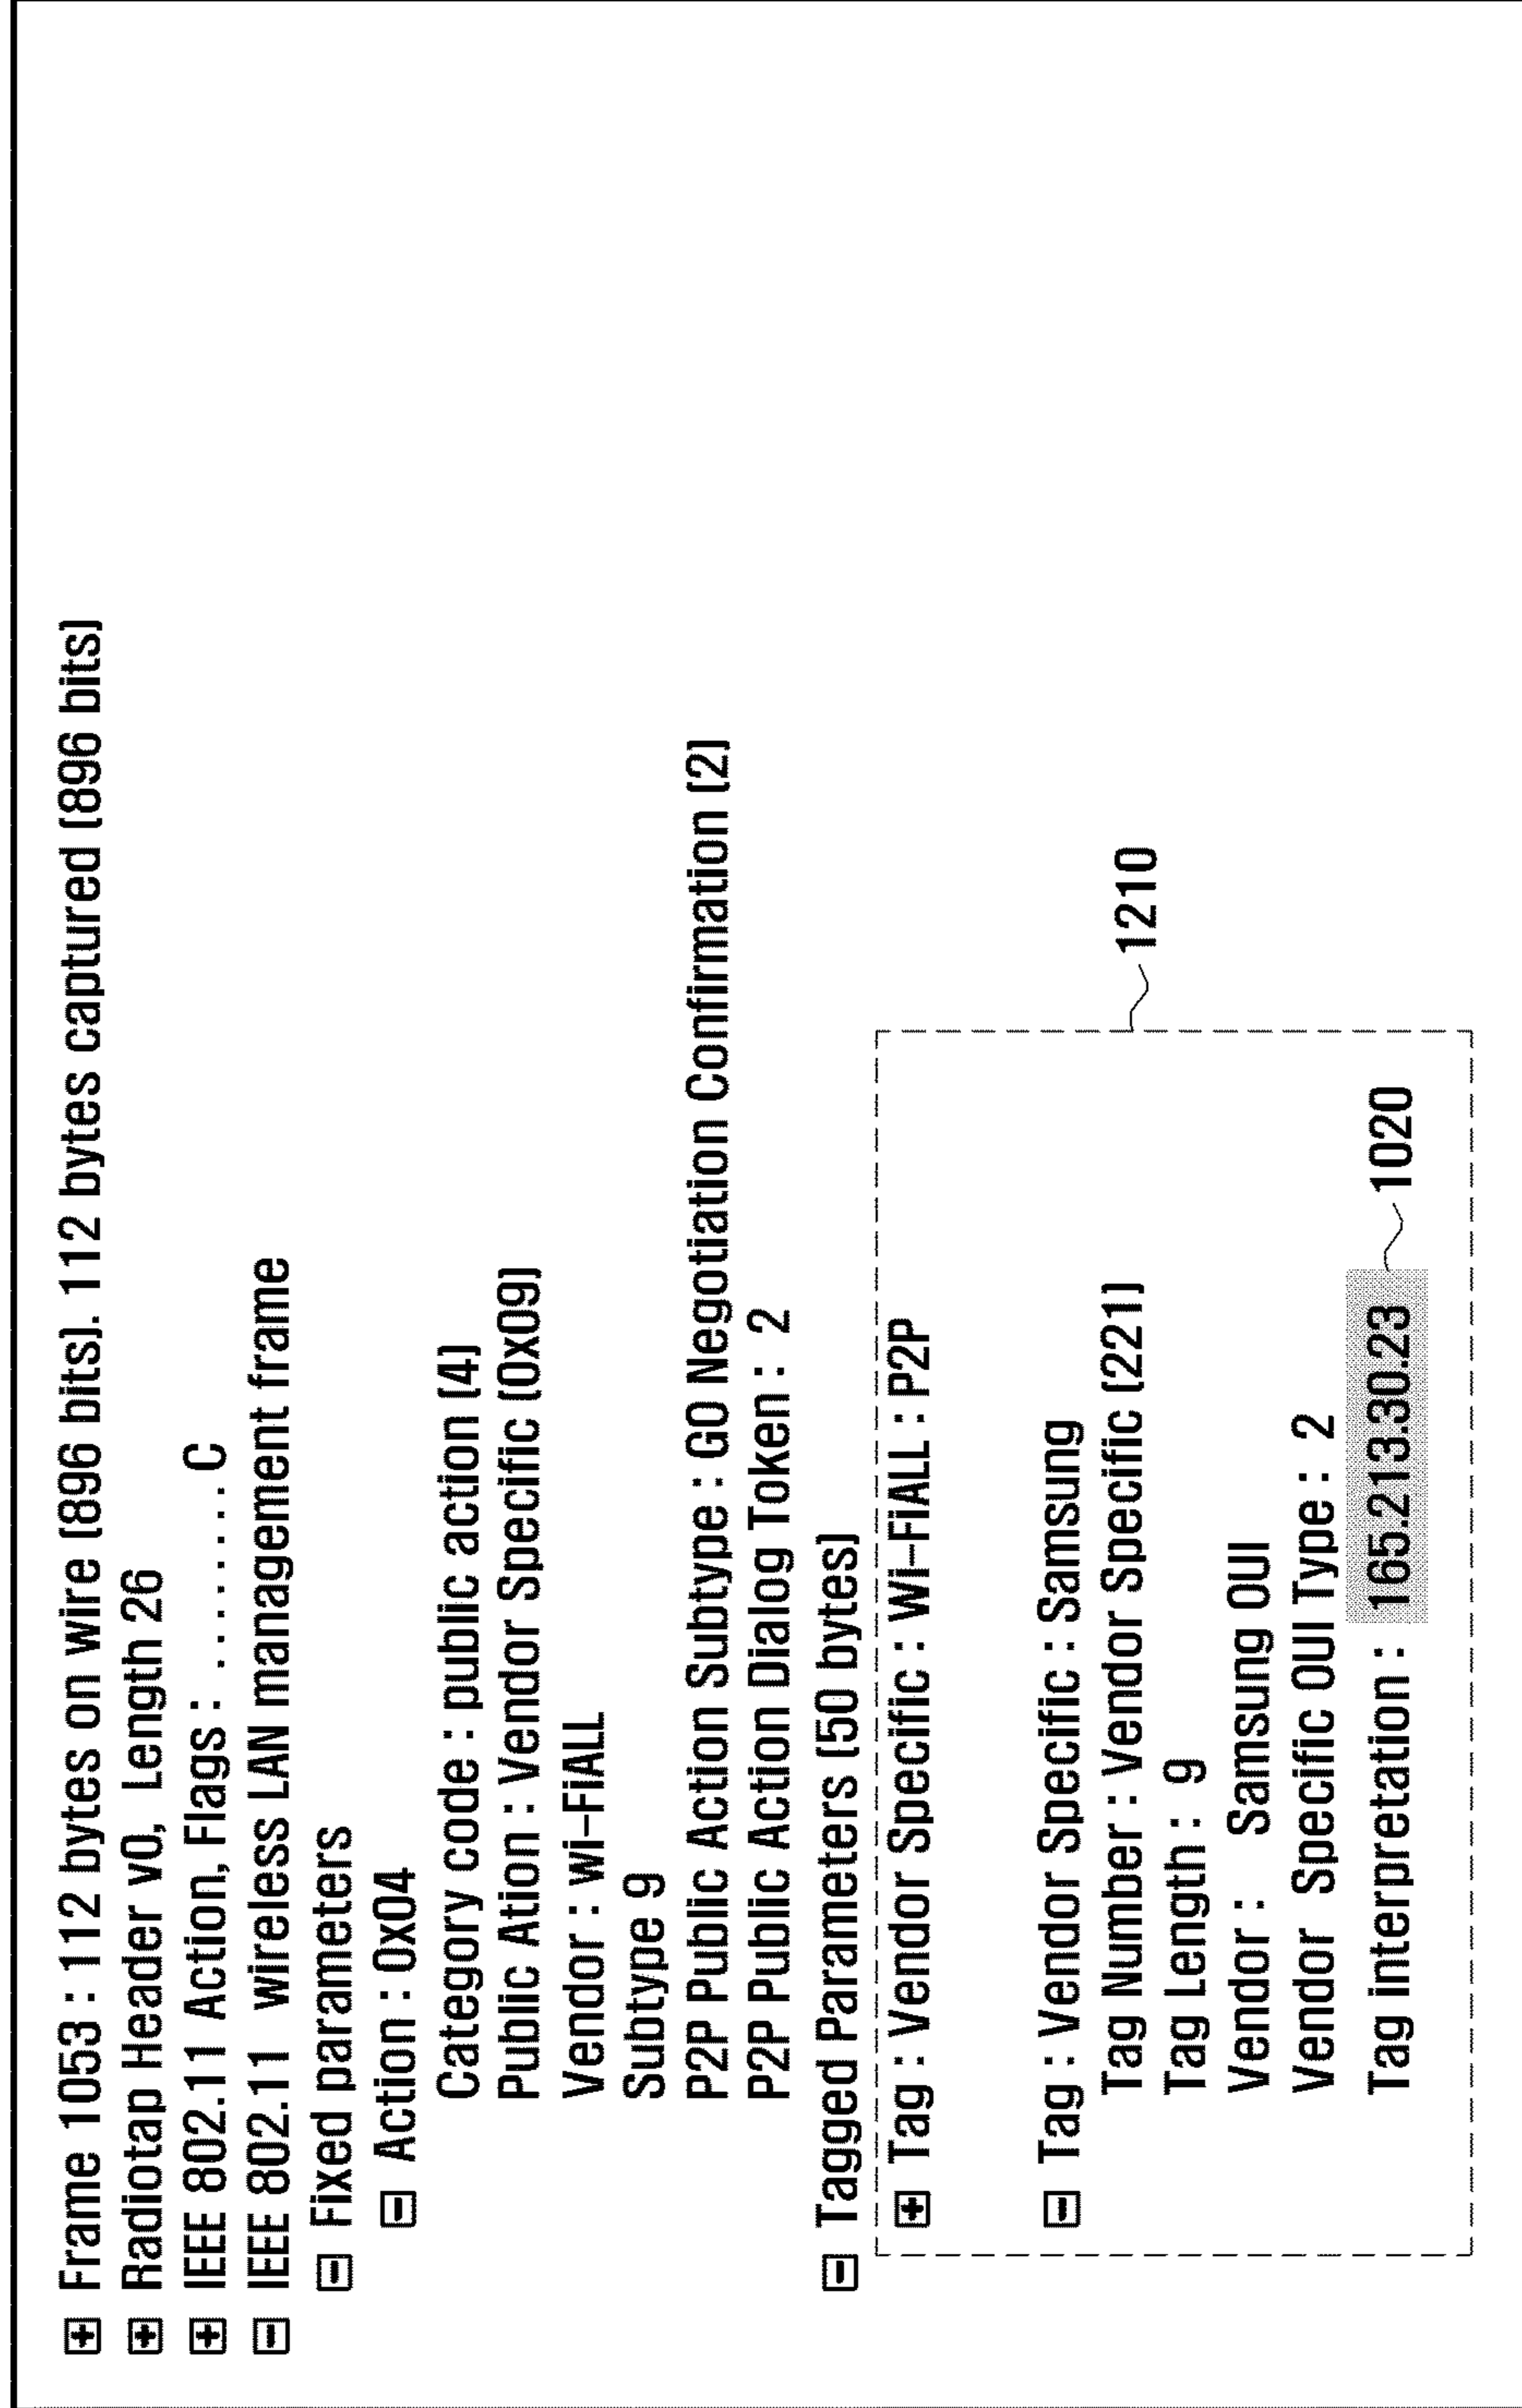 Frame 1053 : 112 bytes on wire (896 bits). 112 bytes captured (896 bits)
Radiotap Header v0, Length 26
IEEE 802.11 Action, Flags : ........ C
IEEE 802.11 wireless LAN management frame
Fixed parameters
Action : 0x04
Category code : public action (4)
Public Ation : Vendor Specific (0x09)
Vendor : wi-FiALL
Subtype 9
P2P Public Action Subtype : GO Negotiation Confirmation (2)
P2P Public Action Dialog Token : 2
Tagged Parameters (50 bytes)
Tag : Vendor Specific : Wi-FiALL : P2P
Tag : Vendor Specific : Samsung
Tag Number : Vendor Specific (221)
1210
Tag Length : 9
Vendor : Samsung OUI
Vendor Specific OUI Type : 2
Tag interpretation : 165.213.30.23 1020